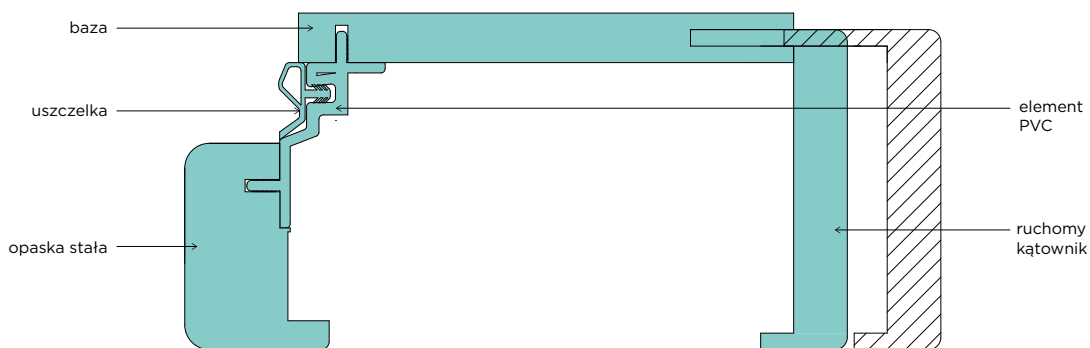 baza
uszczelka
opaska stała
element
PVC
ruchomy
kątownik